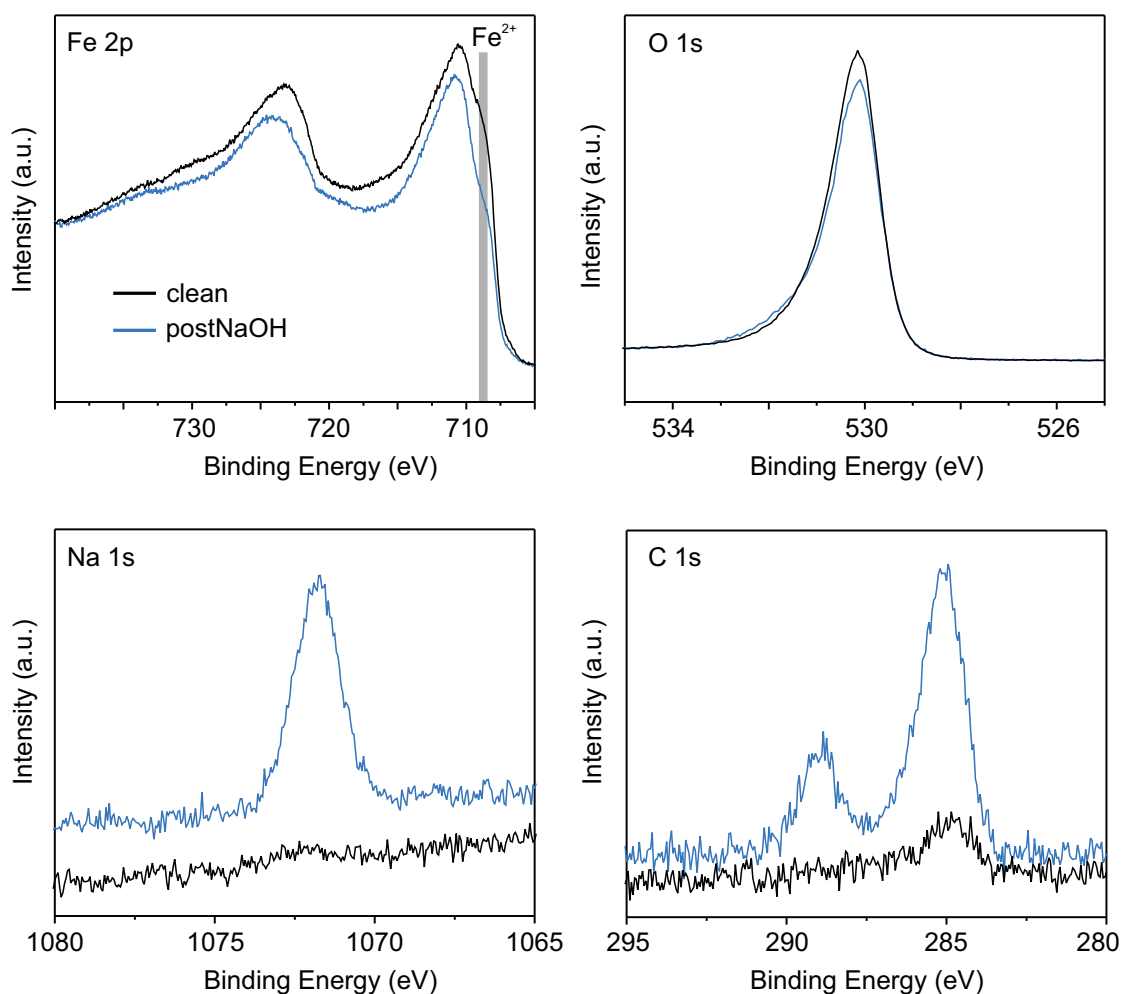 Fe 2p
Fe²⁺
Intensity (a.u.)
clean
postNaOH
730 720 710
Binding Energy (eV)
O 1s
Intensity (a.u.)
534 530 526
Binding Energy (eV)
Na 1s
Intensity (a.u.)
1080 1075 1070 1065
Binding Energy (eV)
C 1s
Intensity (a.u.)
295 290 285 280
Binding Energy (eV)